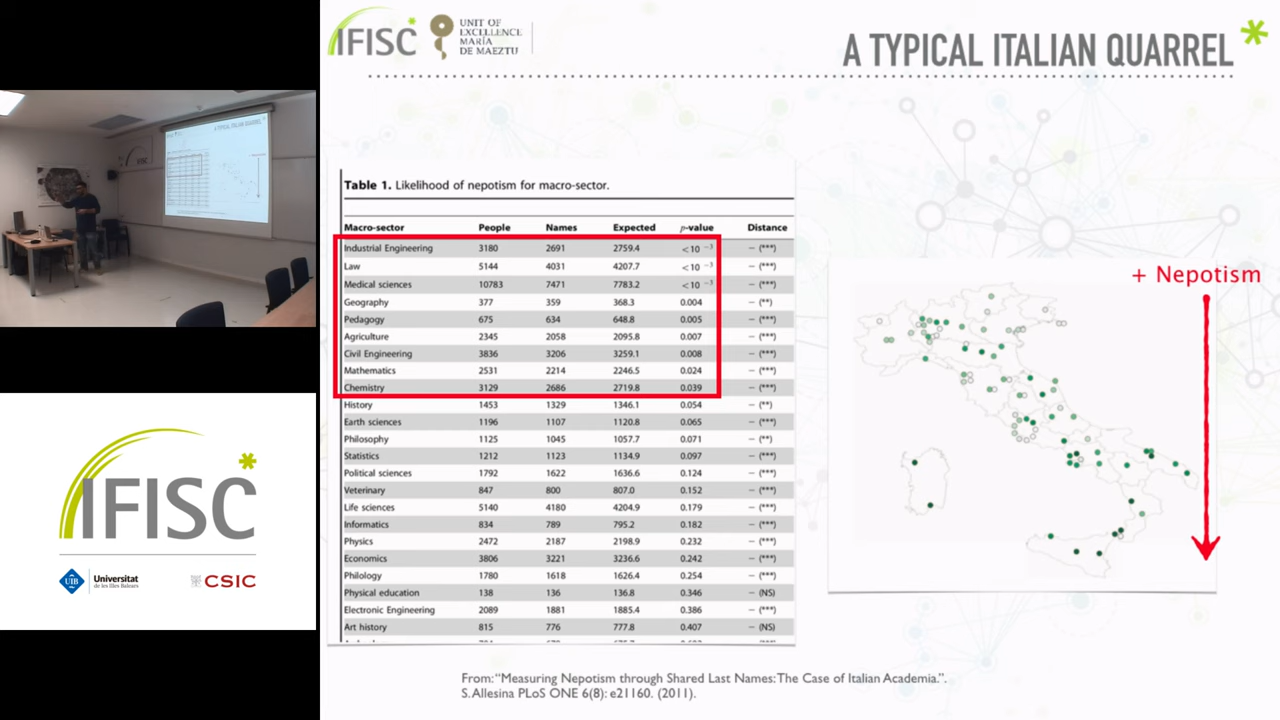 IFISC
UNIT OF
EXCELLENCE
MARÍA
DE MAEZTU
A TYPICAL ITALIAN QUARREL
Table 1. Likelihood of nepotism for macro-sector.
Macro-sector People Names Expected p-value Distance
Industrial Engineering 3180 2691 2759.4 <10 −3 − (***)
Law 5144 4031 4207.7 <10 −3 − (***)
Medical sciences 10783 7471 7783.2 <10 −3 − (***)
Geography 377 359 368.3 0.004 − (**)
Pedagogy 675 634 648.8 0.005 − (***)
Agriculture 2345 2058 2095.8 0.007 − (***)
Civil Engineering 3836 3206 3259.1 0.008 − (***)
Mathematics 2531 2214 2246.5 0.024 − (***)
Chemistry 3129 2686 2719.8 0.039 − (***)
History 1453 1329 1346.1 0.054 − (**)
Earth sciences 1196 1107 1120.8 0.065 − (***)
Philosophy 1125 1045 1057.7 0.071 − (**)
Statistics 1212 1123 1134.9 0.097 − (***)
Political sciences 1792 1622 1636.6 0.124 − (***)
Veterinary 847 800 807.0 0.152 − (***)
Life sciences 5140 4180 4204.9 0.179 − (***)
Informatics 834 789 795.2 0.182 − (***)
Physics 2472 2187 2198.9 0.232 − (***)
Economics 3806 3221 3236.6 0.242 − (***)
Philology 1780 1618 1626.4 0.254 − (***)
Physical education 138 136 136.8 0.346 − (NS)
Electronic Engineering 2089 1881 1885.4 0.386 − (***)
Art history 815 776 777.8 0.407 − (NS)
+ Nepotism
From: “Measuring Nepotism through Shared Last Names: The Case of Italian Academia.”.
S. Allesina PLoS ONE 6(8): e21160. (2011).
IFISC
UIB
Universitat
de les Illes Balears
CSIC